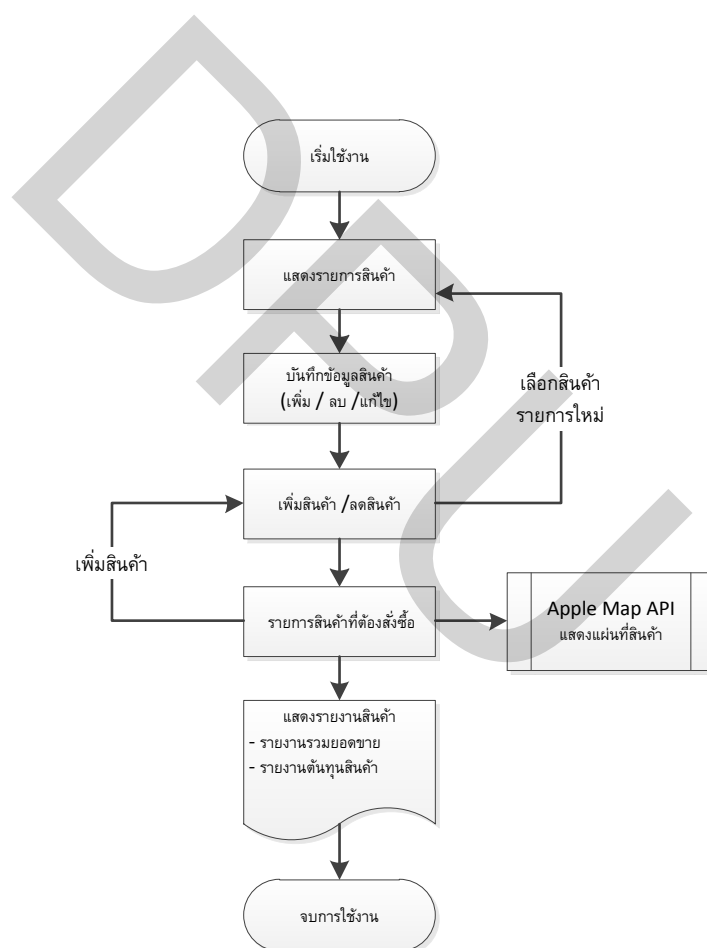 เริ่มใช้งาน
แสดงรายการสินค้า
บันทึกข้อมูลสินค้า
(เพิ่ม / ลบ /แก้ไข)
เลือกสินค้า
รายการใหม่
เพิ่มสินค้า /ลดสินค้า
เพิ่มสินค้า
รายการสินค้าที่ต้องสั่งซื้อ
Apple Map API
แสดงแผ่นที่สินค้า
แสดงรายงานสินค้า
- รายงานรวมยอดขาย
- รายงานต้นทุนสินค้า
จบการใช้งาน
DPU